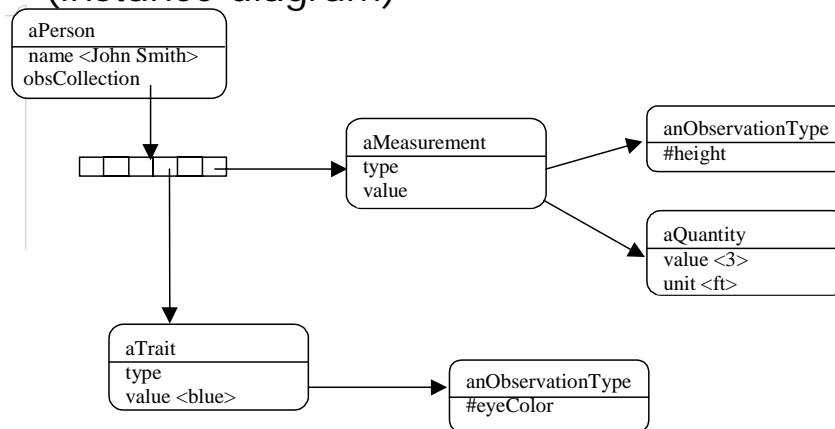 (instance diagram)
aPerson
name <John Smith>
obsCollection
aMeasurement
type
value
anObservationType
#height
aQuantity
value <3>
unit <ft>
aTrait
type
value <blue>
anObservationType
#eyeColor